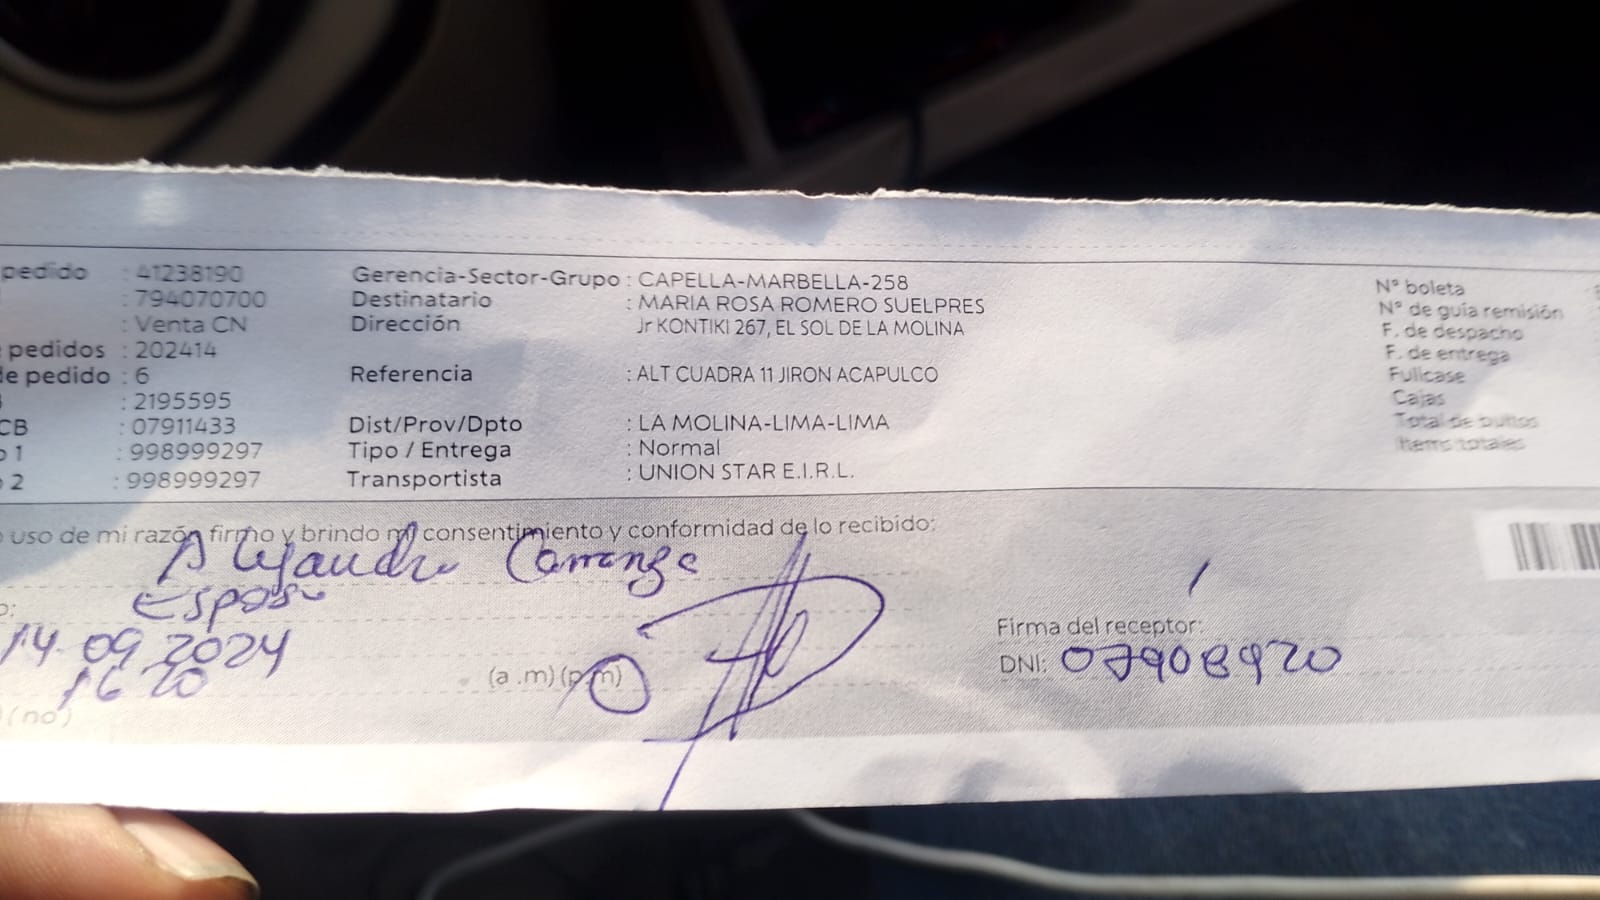 pedido : 41238190 Gerencia-Sector-Grupo : CAPELLA-MARBELLA-258 Nº boleta
: 794070700 Destinatario : MARIA ROSA ROMERO SUELPRES Nº de guía remisión
: Venta CN Dirección Jr KONTIKI 267, EL SOL DE LA MOLINA F. de despacho
pedidos : 202414 F. de entrega
de pedido : 6 Referencia : ALT CUADRA 11 JIRON ACAPULCO Fullcase
: 2195595 Cajas
CB : 07911433 Dist/Prov/Dpto : LA MOLINA-LIMA-LIMA Total de bultos
1 : 998999297 Tipo / Entrega : Normal Items totales
2 : 998999297 Transportista : UNION STAR E.I.R.L.
uso de mi razón firmo y brindo mi consentimiento y conformidad de lo recibido:
Alejandro Carranza
Esposo
14.09.2024 Firma del receptor:
16 20 (a.m) (p.m) DNI: 07908920
(no)